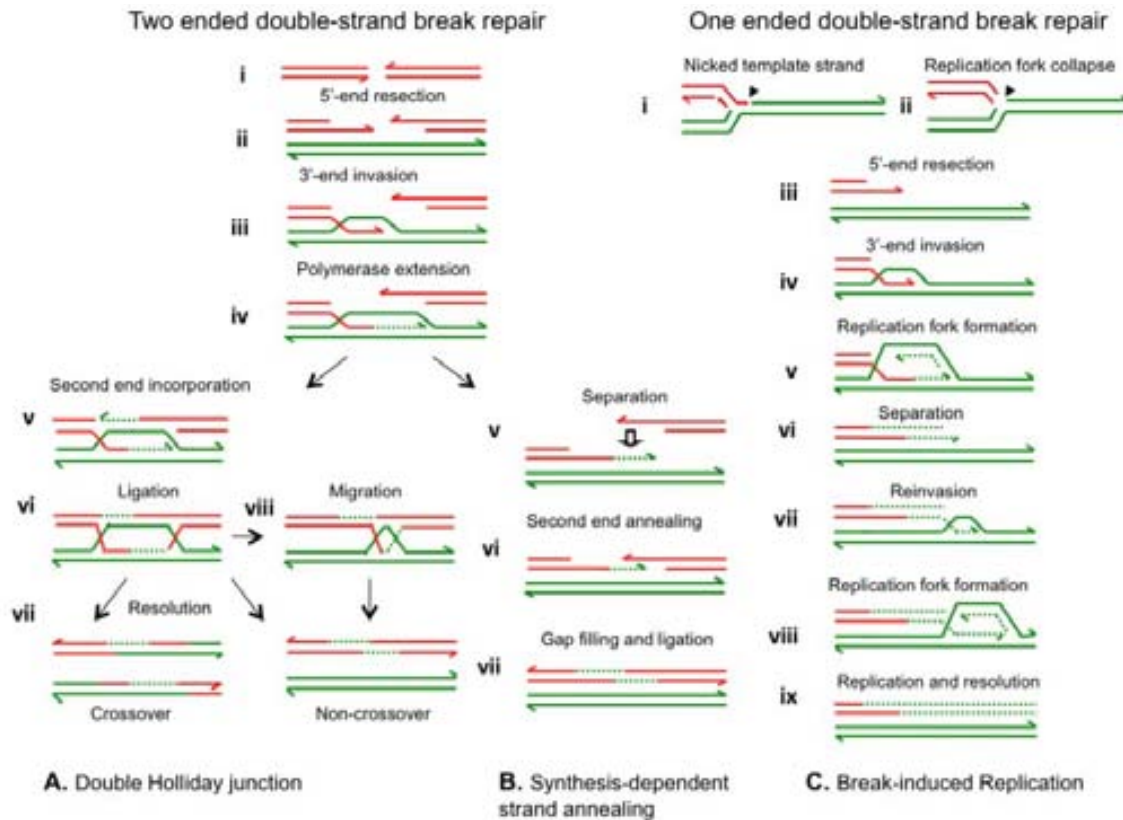 Two ended double-strand break repair
One ended double-strand break repair
i
5'-end resection
ii
3'-end invasion
iii
Polymerase extension
iv
Second end incorporation
v
Ligation
vi
Migration
viii
Resolution
vii
Crossover
Non-crossover
A. Double Holliday junction
Separation
v
Second end annealing
vi
Gap filling and ligation
vii
B. Synthesis-dependent
strand annealing
Nicked template strand
i
Replication fork collapse
ii
5'-end resection
iii
3'-end invasion
iv
Replication fork formation
v
Separation
vi
Reinvasion
vii
Replication fork formation
viii
Replication and resolution
ix
C. Break-induced Replication